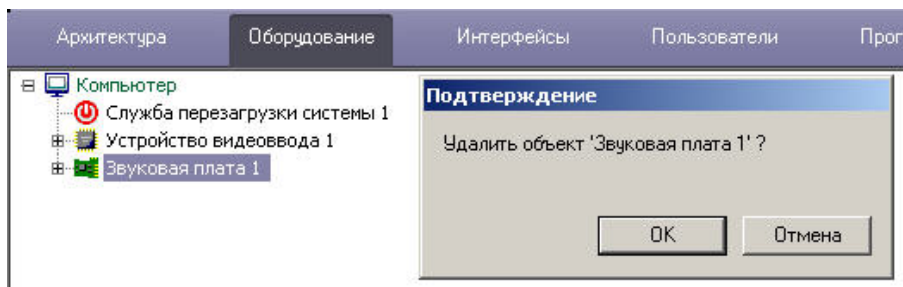 Архитектура Оборудование Интерфейсы Пользователи Прог
Компьютер
Служба перезагрузки системы 1
Устройство видеоввода 1
Звуковая плата 1
Подтверждение
Удалить объект 'Звуковая плата 1' ?
OK Отмена